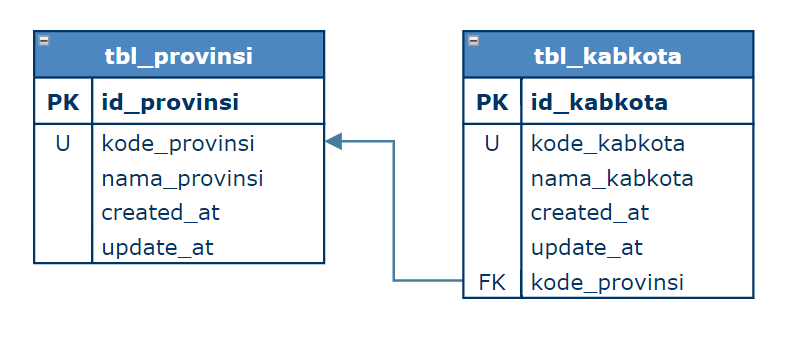 tbl_provinsi
PK id_provinsi
U kode_provinsi
nama_provinsi
created_at
update_at
tbl_kabkota
PK id_kabkota
U kode_kabkota
nama_kabkota
created_at
update_at
FK kode_provinsi